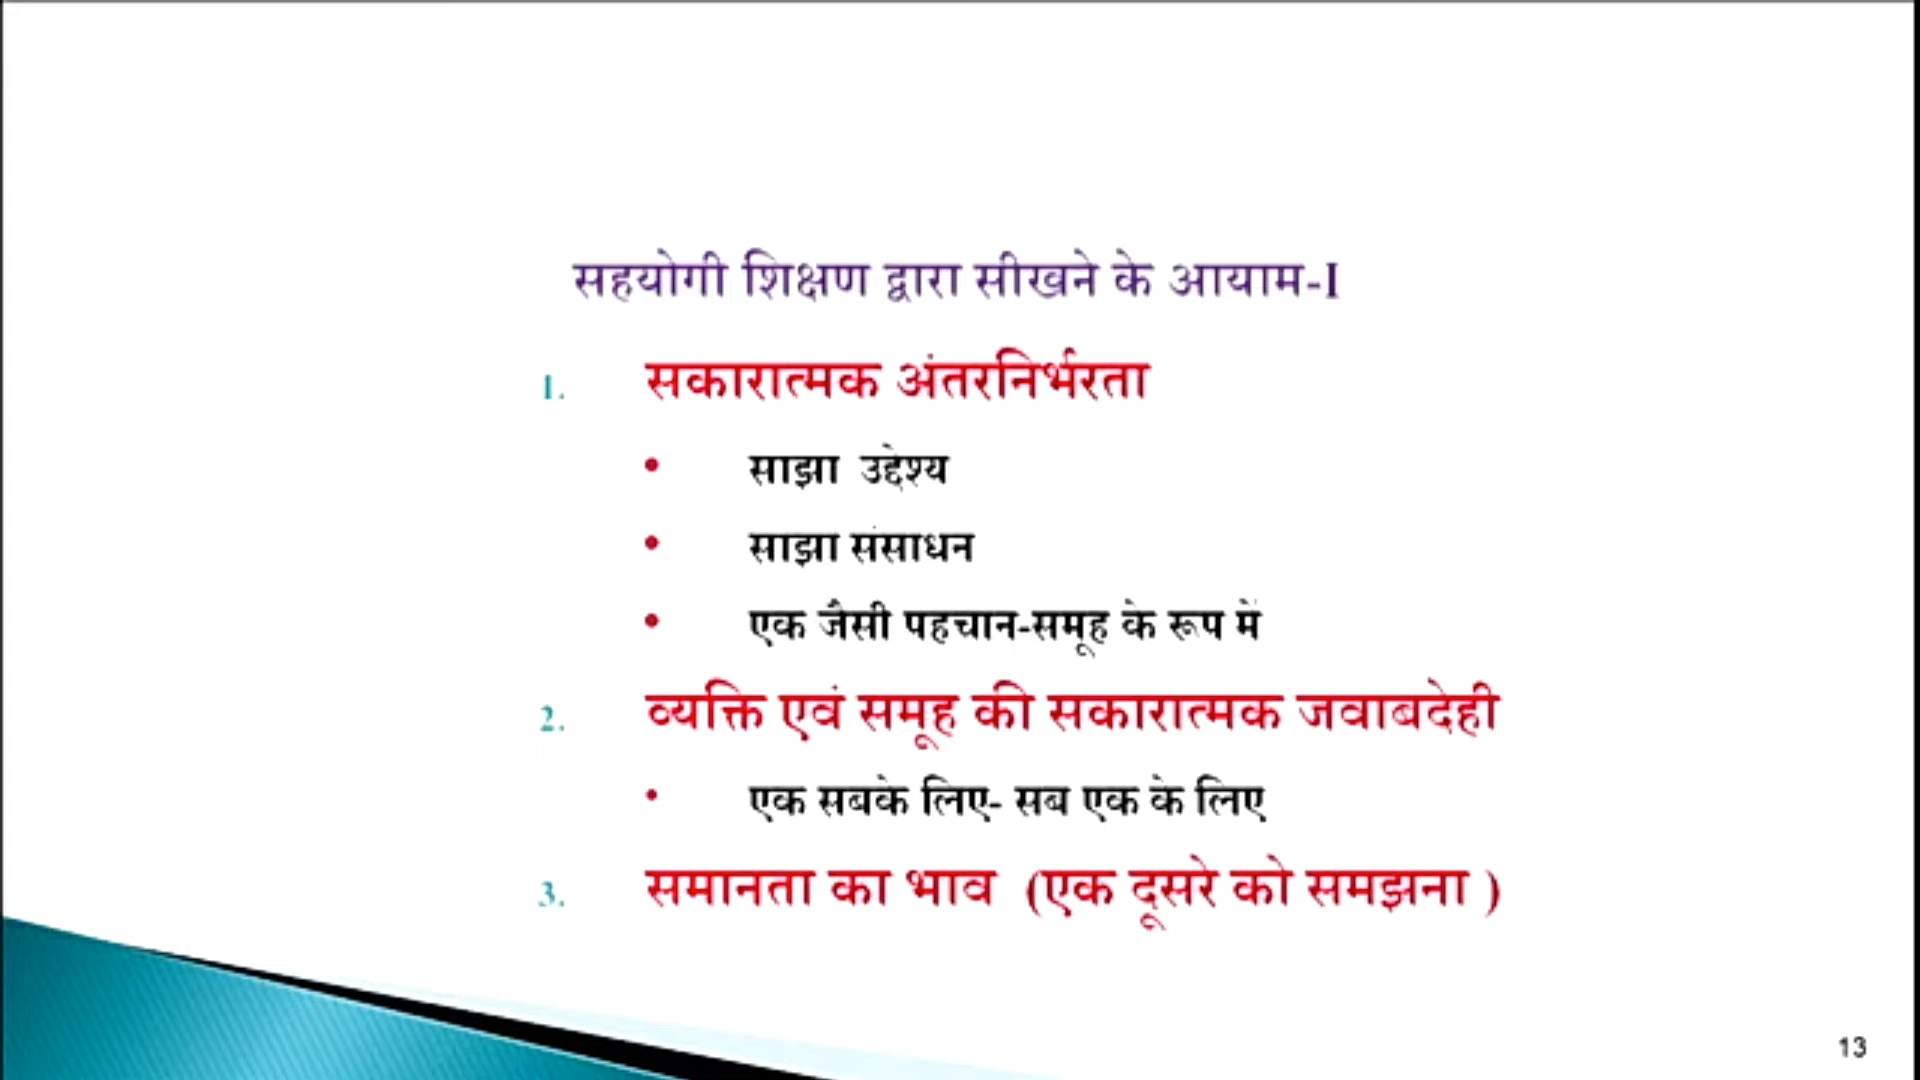 सहयोगी शिक्षण द्वारा सीखने के आयाम-I
1. सकारात्मक अंतरनिर्भरता
• साझा उद्देश्य
• साझा संसाधन
• एक जैसी पहचान-समूह के रूप में
2. व्यक्ति एवं समूह की सकारात्मक जवाबदेही
• एक सबके लिए- सब एक के लिए
3. समानता का भाव (एक दूसरे को समझना )
13